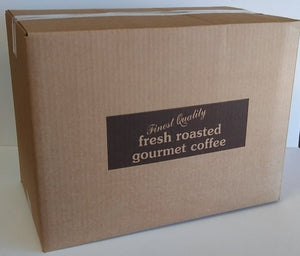 Finest Quality
fresh roasted
gourmet coffee